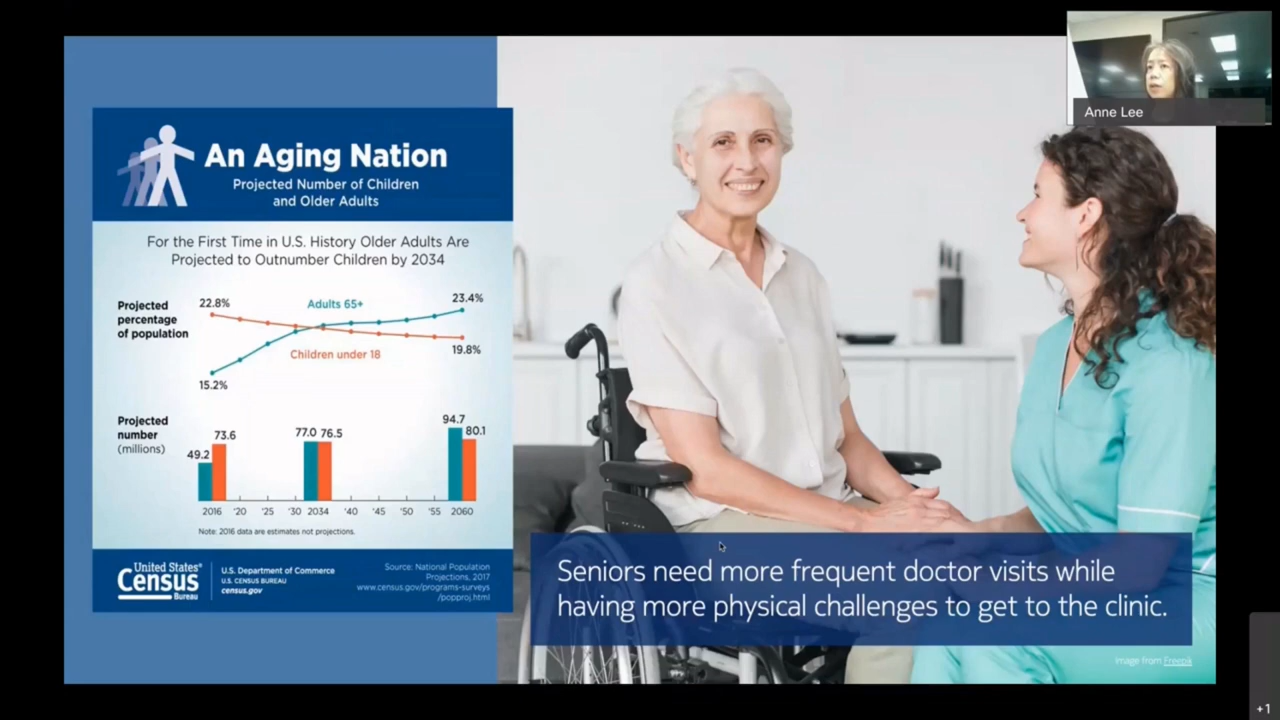 An Aging Nation
Projected Number of Children
and Older Adults
For the First Time in U.S. History Older Adults Are
Projected to Outnumber Children by 2034
Projected
percentage
of population
22.8%
Adults 65+
23.4%
Children under 18
19.8%
15.2%
Projected
number
(millions)
49.2
73.6
77.0 76.5
94.7
80.1
2016 '20 '25 '30 2034 '40 '45 '50 '55 2060
Note: 2016 data are estimates not projections.
United States®
Census
Bureau
U.S. Department of Commerce
U.S. CENSUS BUREAU
census.gov
Source: National Population
Projections, 2017
www.census.gov/programs-surveys
/popproj.html
Anne Lee
Seniors need more frequent doctor visits while
having more physical challenges to get to the clinic.
Image from Freepik
+1